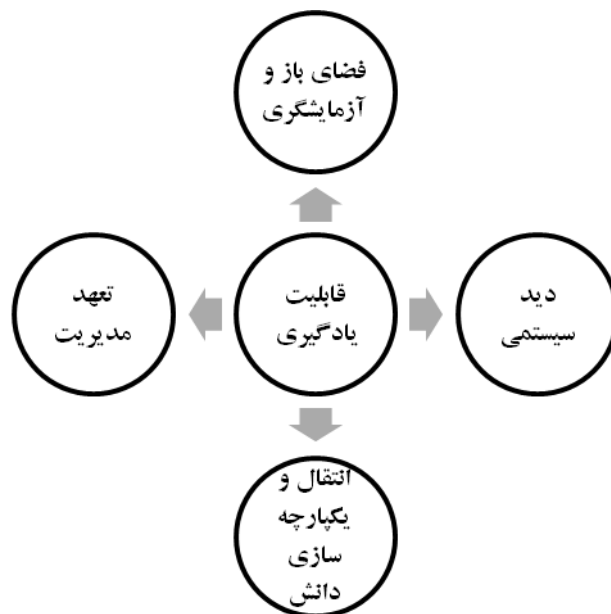 فضای باز و
آزمایشگری
دید
سیستمی
قابلیت
یادگیری
تعهد
مدیریت
انتقال و
یکپارچه
سازی
دانش